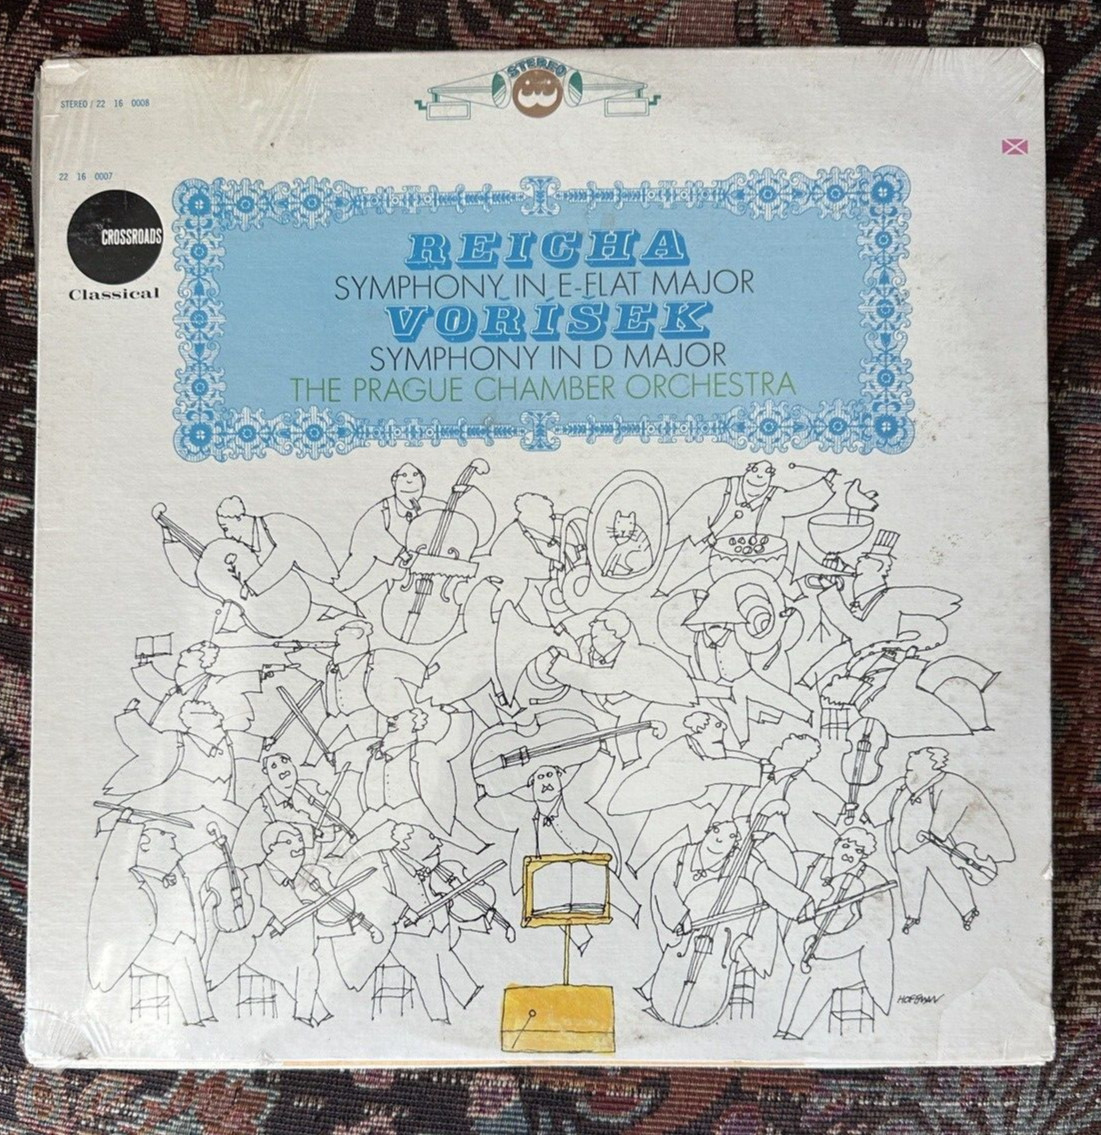 STEREO
STEREO / 22 16 0008
22 16 0007
CROSSROADS
Classical
REICHA
SYMPHONY IN E-FLAT MAJOR
VOŘÍŠEK
SYMPHONY IN D MAJOR
THE PRAGUE CHAMBER ORCHESTRA
HOFFMAN